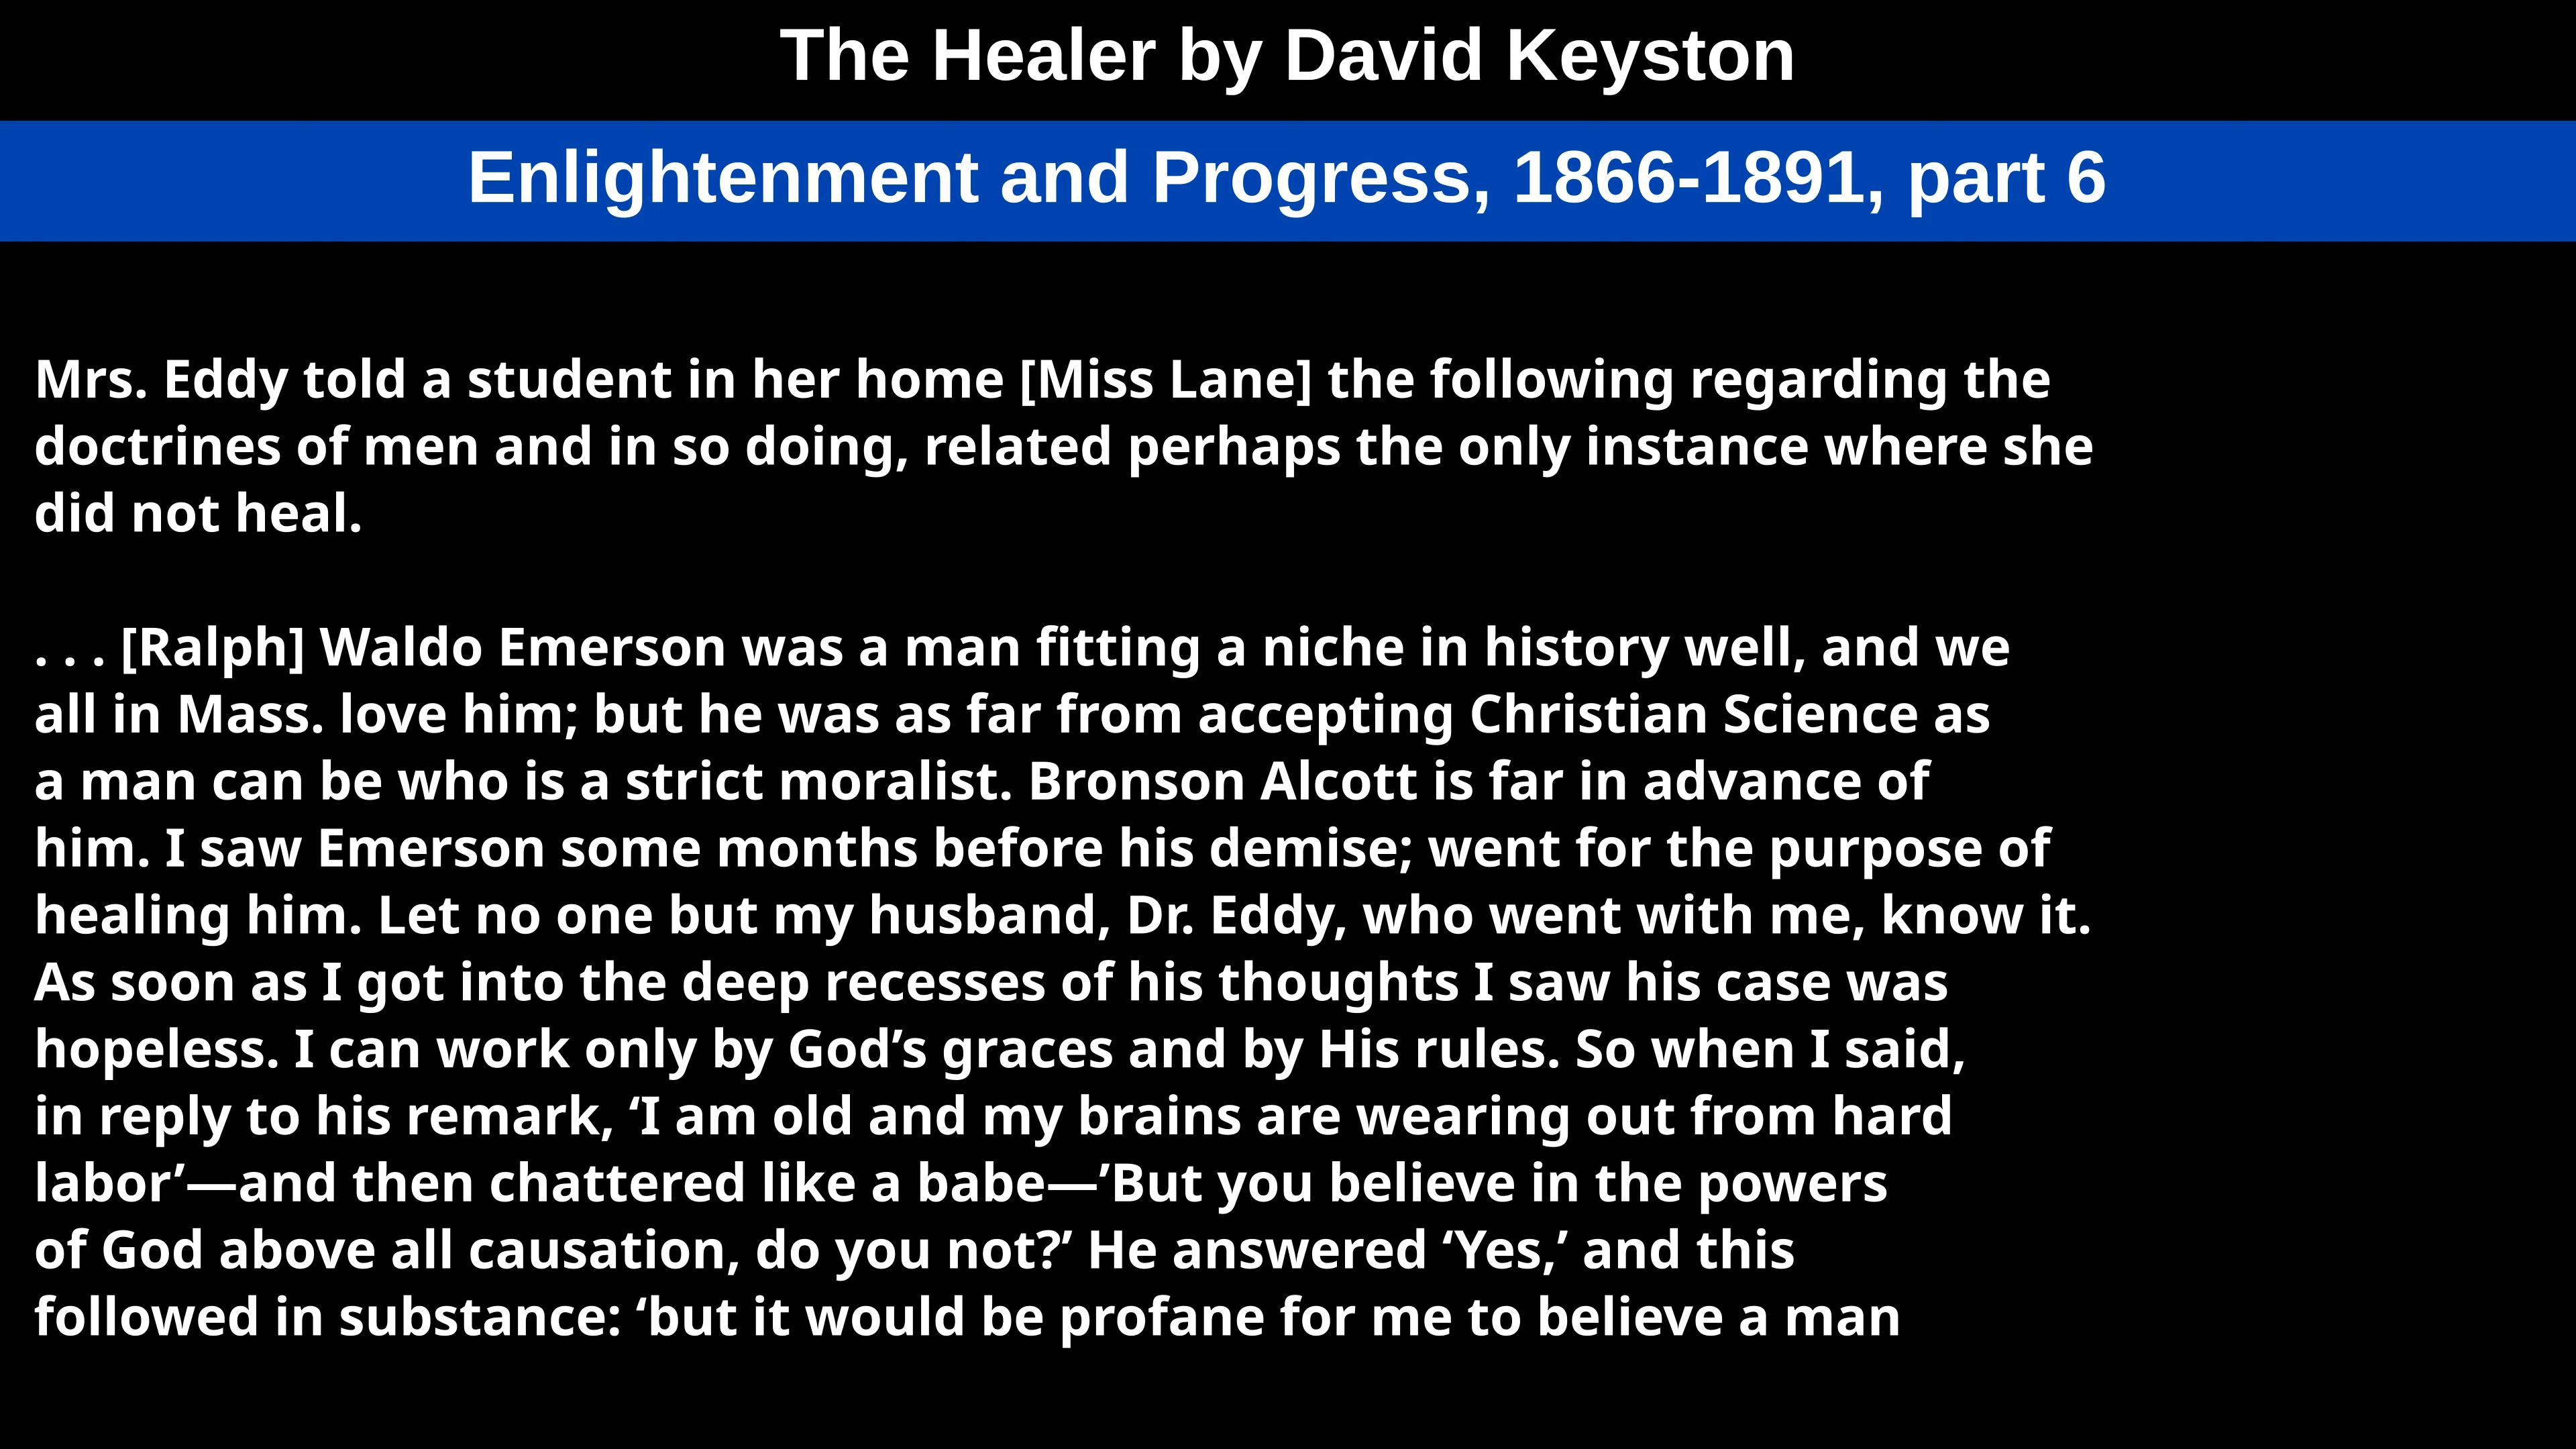 The Healer by David Keyston
Enlightenment and Progress, 1866-1891, part 6
Mrs. Eddy told a student in her home [Miss Lane] the following regarding the
doctrines of men and in so doing, related perhaps the only instance where she
did not heal.
. . . [Ralph] Waldo Emerson was a man fitting a niche in history well, and we
all in Mass. love him; but he was as far from accepting Christian Science as
a man can be who is a strict moralist. Bronson Alcott is far in advance of
him. I saw Emerson some months before his demise; went for the purpose of
healing him. Let no one but my husband, Dr. Eddy, who went with me, know it.
As soon as I got into the deep recesses of his thoughts I saw his case was
hopeless. I can work only by God’s graces and by His rules. So when I said,
in reply to his remark, ‘I am old and my brains are wearing out from hard
labor’—and then chattered like a babe—’But you believe in the powers
of God above all causation, do you not?’ He answered ‘Yes,’ and this
followed in substance: ‘but it would be profane for me to believe a man